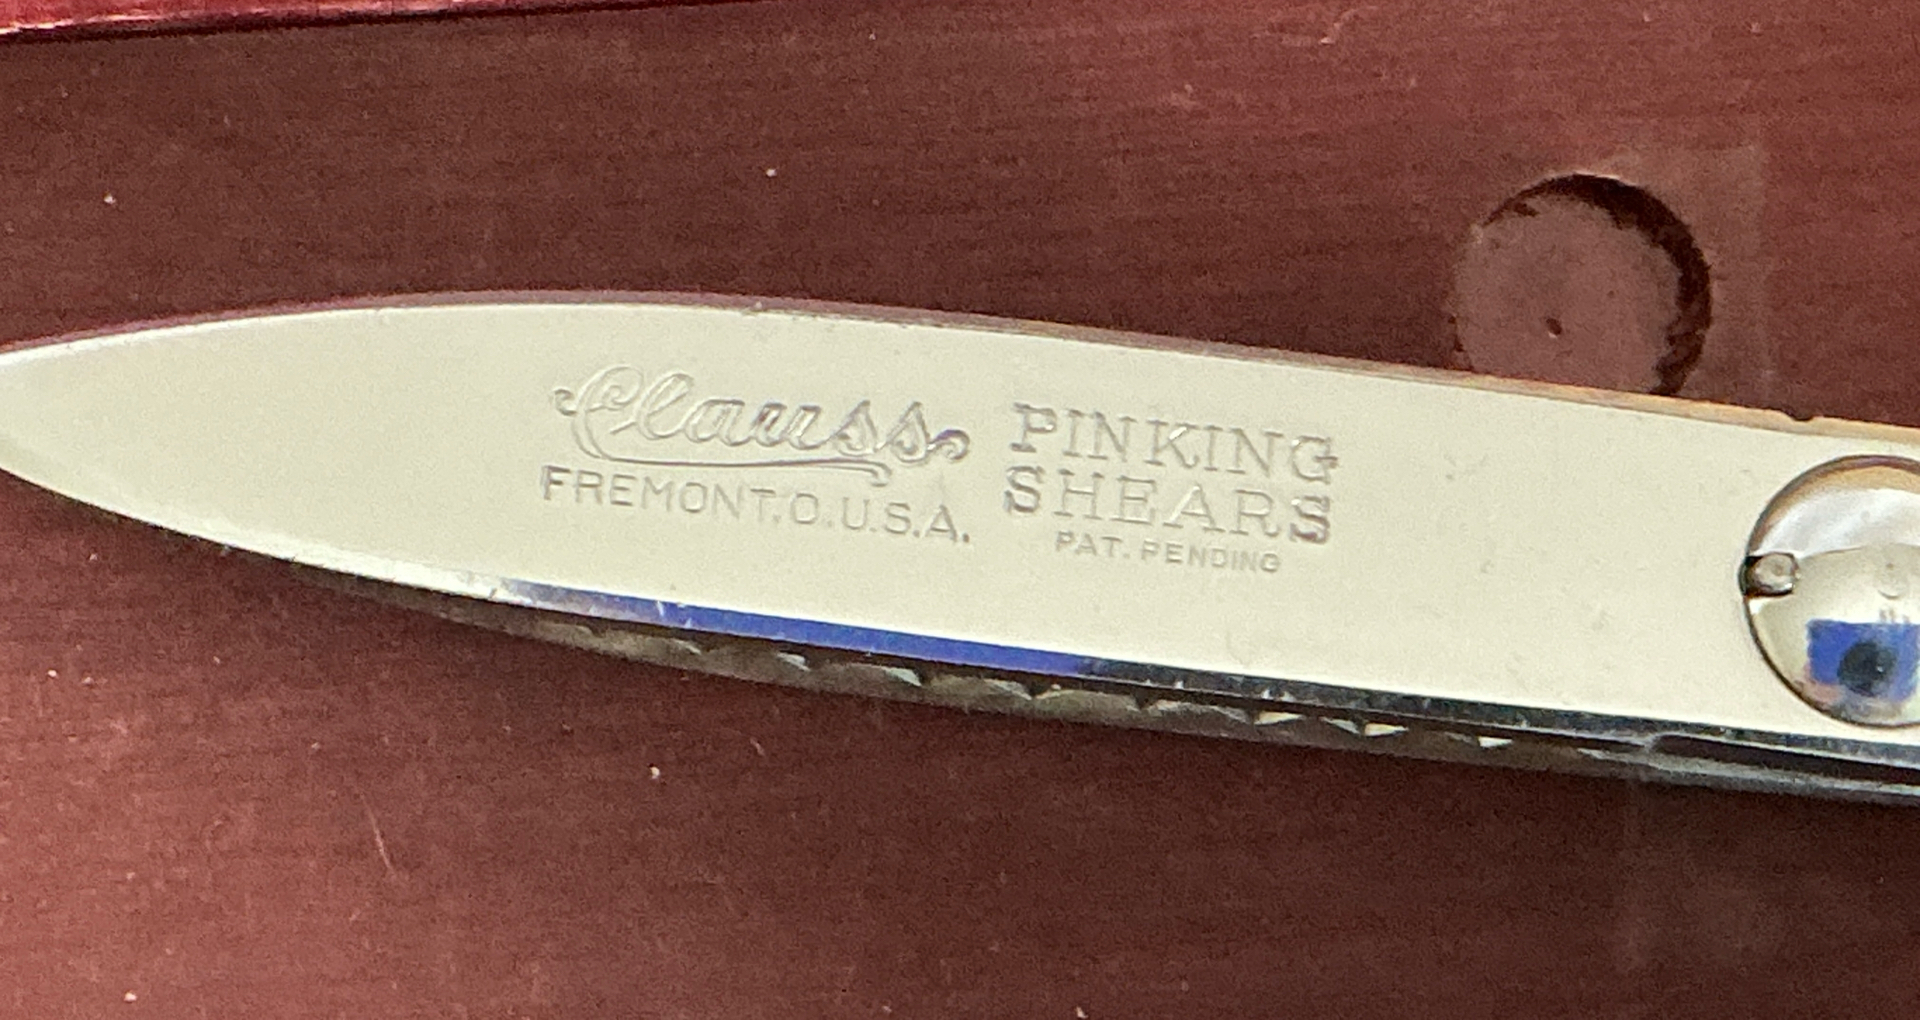 Clauss
FREMONT,O.U.S.A.
PINKING
SHEARS
PAT. PENDING